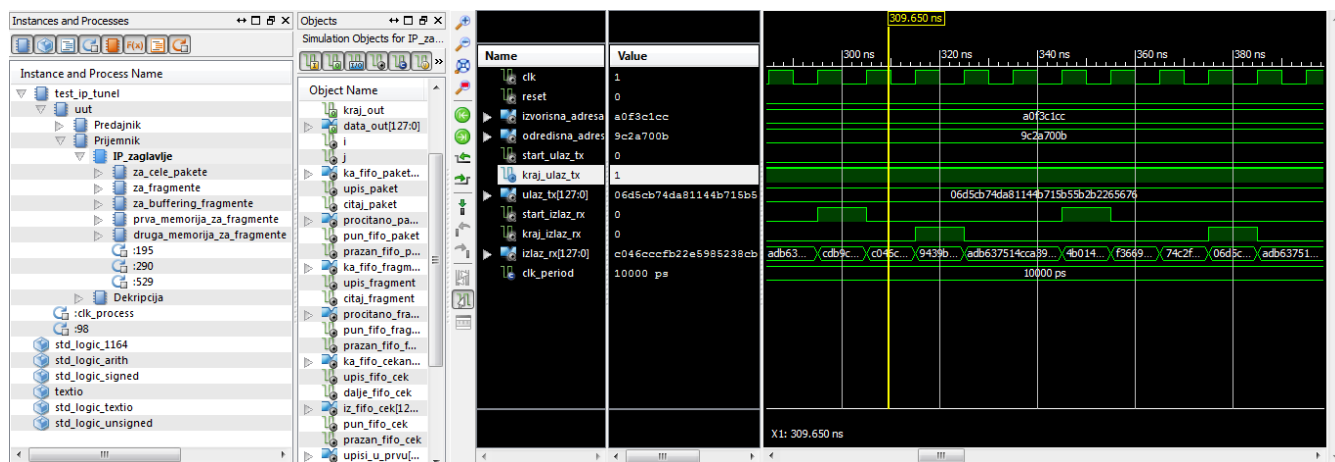 Instances and Processes
Instance and Process Name
test_ip_tunel
uut
Predajnik
Prijemnik
IP_zaglavlje
za_cele_pakete
za_fragmente
za_buffering_fragmente
prva_memorija_za_fragmente
druga_memorija_za_fragmente
:195
:290
:529
Dekripcija
:clk_process
:98
std_logic_1164
std_logic_arith
std_logic_signed
textio
std_logic_textio
std_logic_unsigned
Objects
Simulation Objects for IP_za...
Object Name
kraj_out
data_out[127:0]
i
j
ka_fifo_paket...
upis_paket
citaj_paket
procitano_pa...
pun_fifo_paket
prazan_fifo_p...
ka_fifo_fragm...
upis_fragment
citaj_fragment
procitano_fra...
pun_fifo_frag...
prazan_fifo_f...
ka_fifo_cekan...
upis_fifo_cek
dalje_fifo_cek
iz_fifo_cek[12...
pun_fifo_cek
prazan_fifo_cek
upisi_u_prvu[...
Name Value
clk 1
reset 0
izvorisna_adresa a0f3c1cc
odredisna_adres 9c2a700b
start_ulaz_tx 0
kraj_ulaz_tx 1
ulaz_tx[127:0] 06d5cb74da81144b715b5
start_izlaz_rx 0
kraj_izlaz_rx 0
izlaz_rx[127:0] c046cccfb22e5985238cb
clk_period 10000 ps
309.650 ns
300 ns 320 ns 340 ns 360 ns 380 ns
a0f3c1cc
9c2a700b
06d5cb74da81144b715b55b2b2265676
adb63... cdb9c... c046c... 9439b... adb637514cca39... 4b014... f3669... 74c2f... 06d5c... adb63751...
10000 ps
X1: 309.650 ns